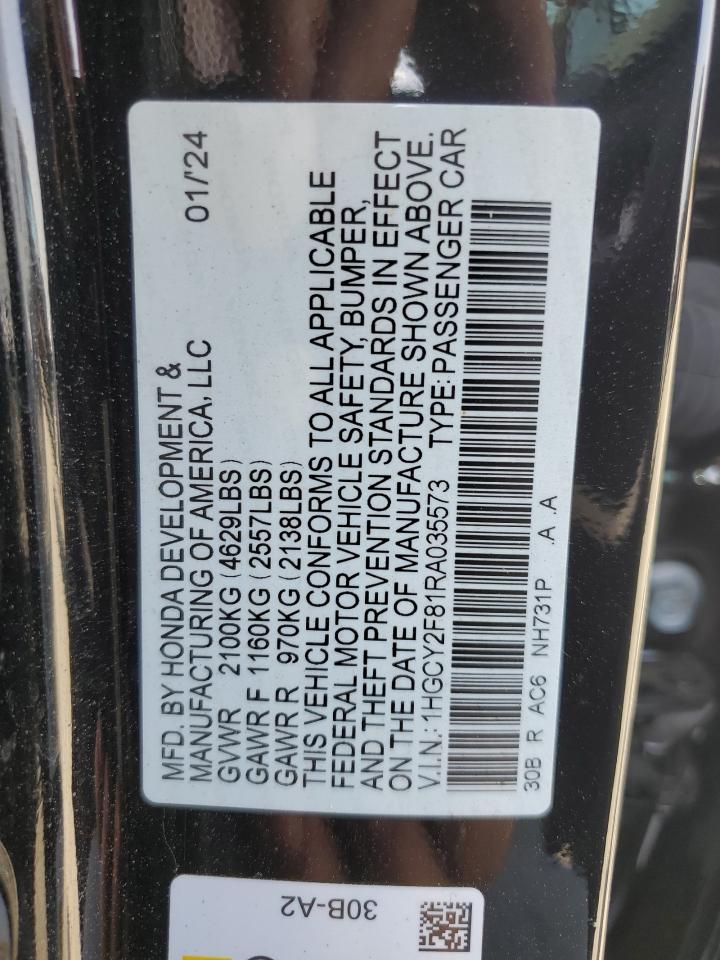 MFD. BY HONDA DEVELOPMENT &
MANUFACTURING OF AMERICA, LLC 01/'24
GVWR 2100KG (4629LBS)
GAWR F 1160KG (2557LBS)
GAWR R 970KG (2138LBS)
THIS VEHICLE CONFORMS TO ALL APPLICABLE
FEDERAL MOTOR VEHICLE SAFETY, BUMPER,
AND THEFT PREVENTION STANDARDS IN EFFECT
ON THE DATE OF MANUFACTURE SHOWN ABOVE.
V.I.N.: 1HGCY2F81RA035573 TYPE: PASSENGER CAR
30B R AC6 NH731P .A .A
30B-A2